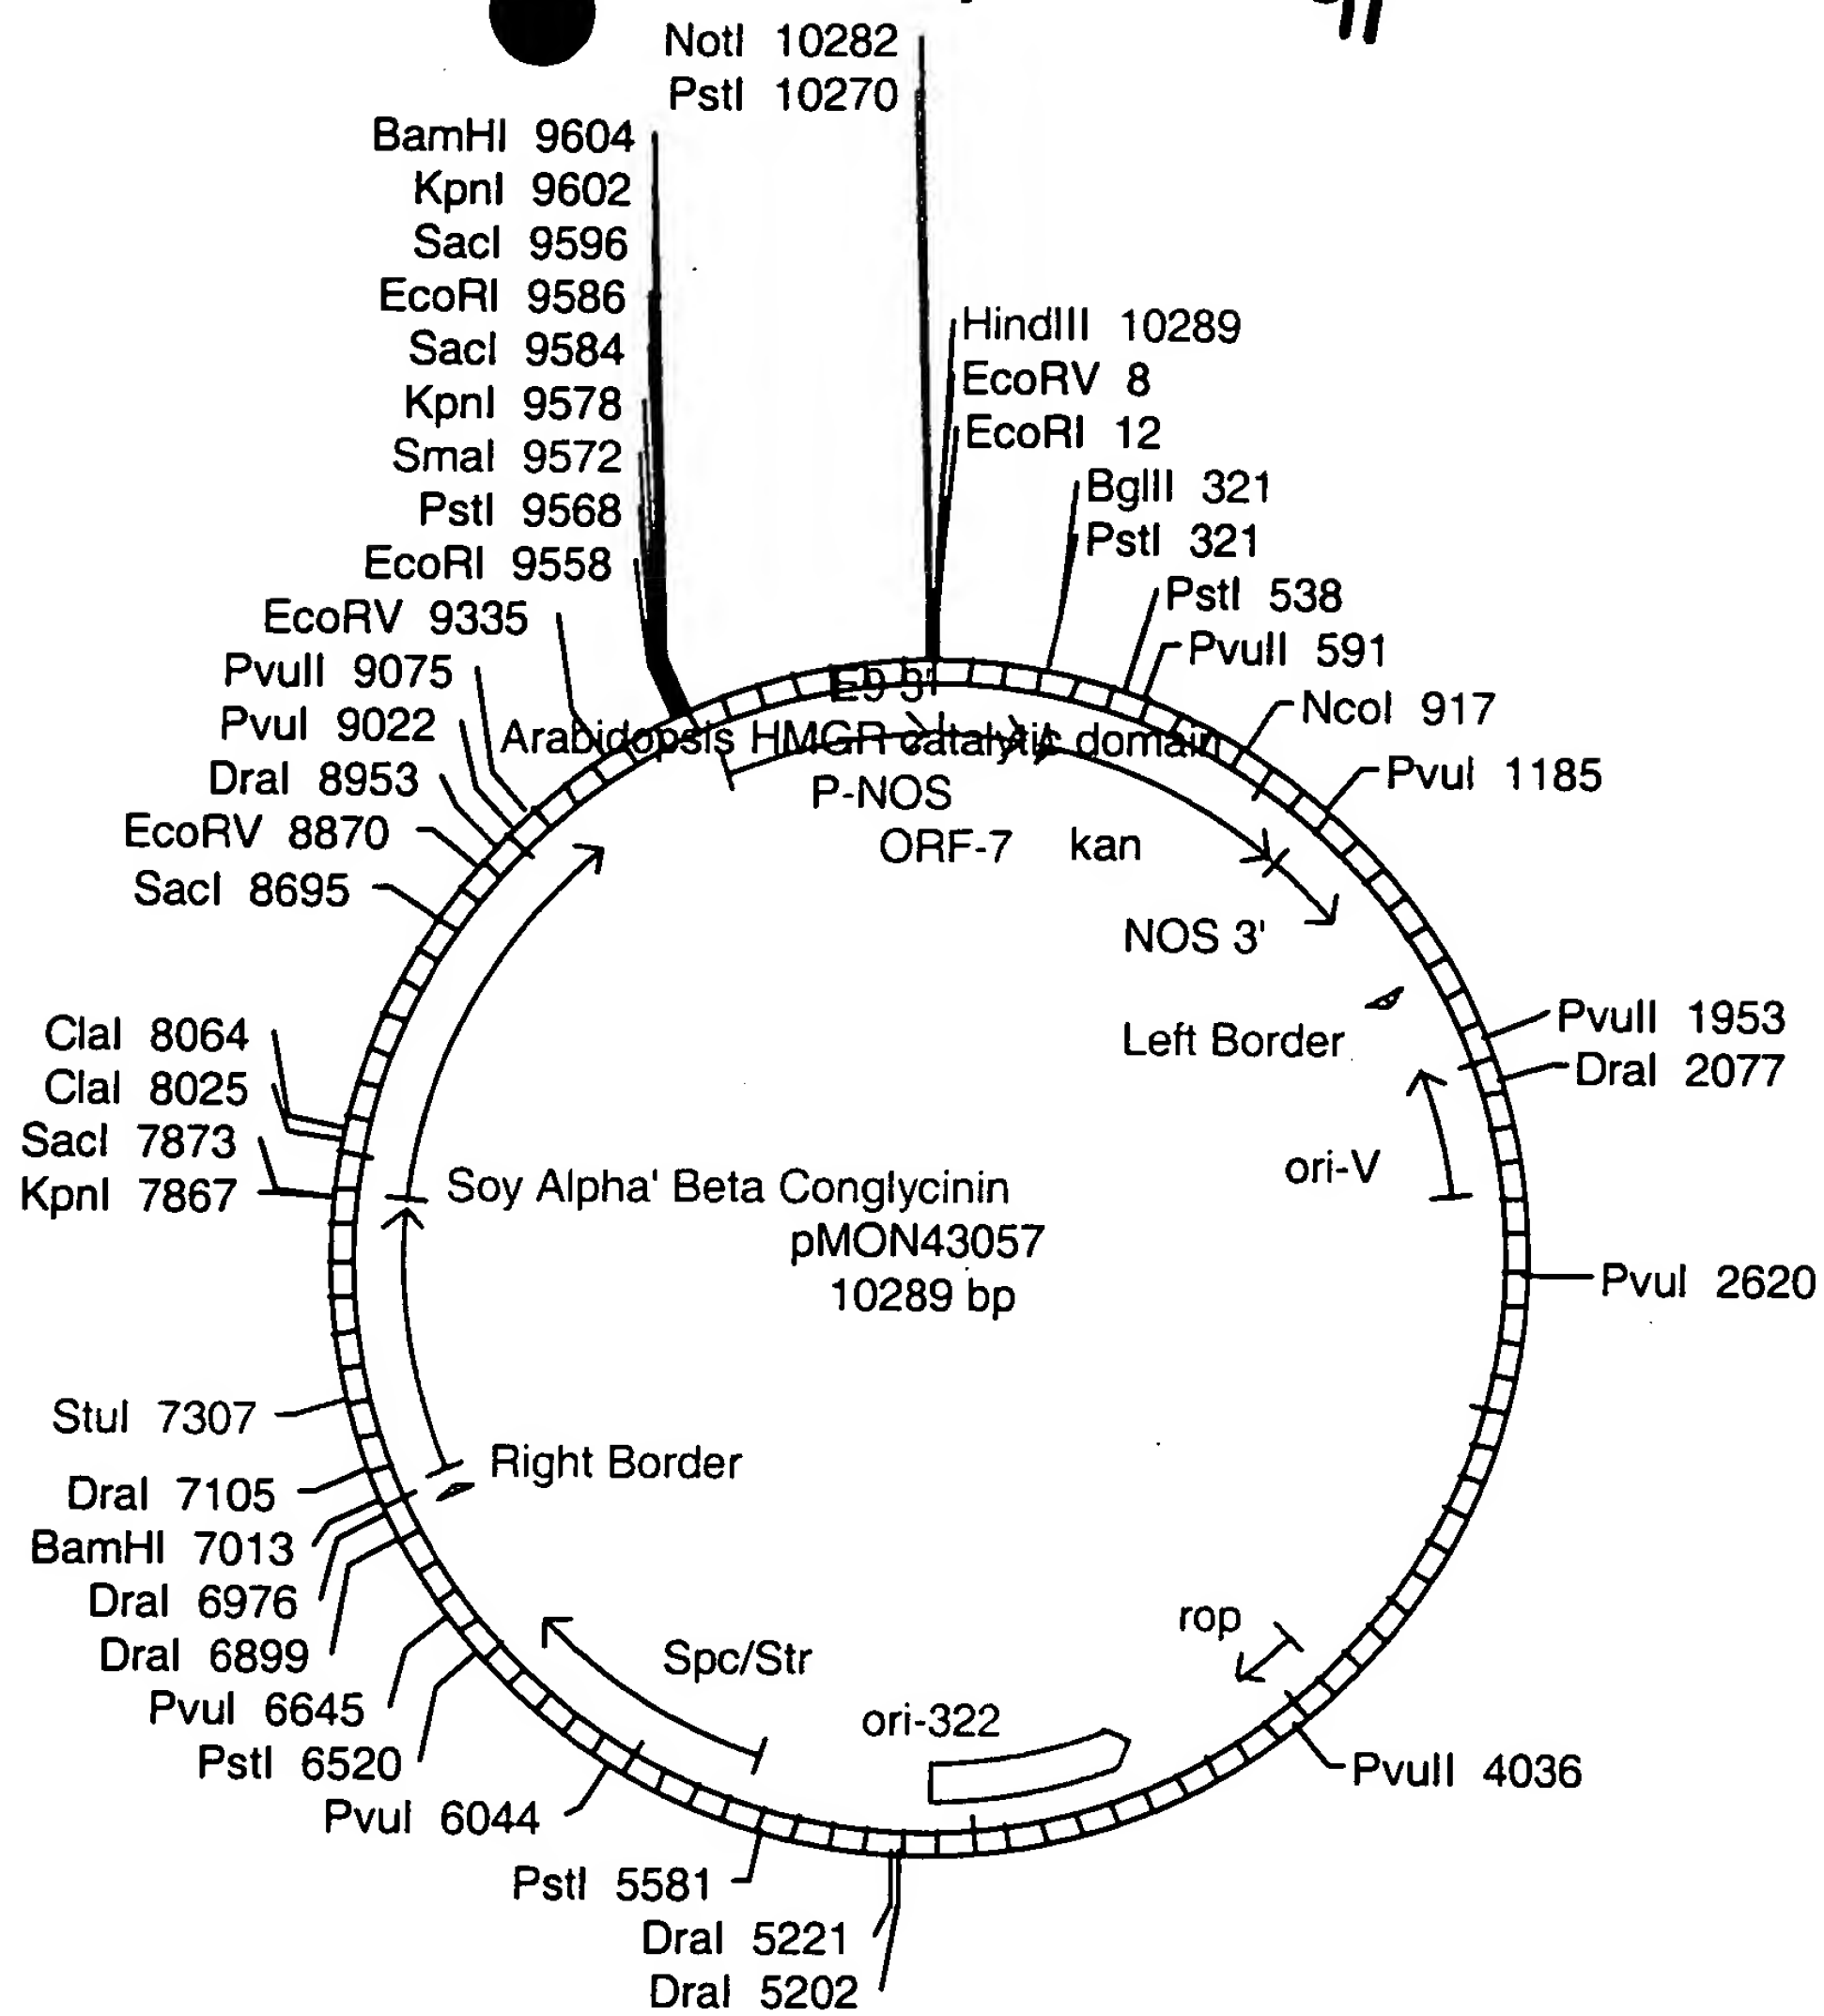 NotI 10282
PstI 10270
BamHI 9604
KpnI 9602
SacI 9596
EcoRI 9586
SacI 9584
KpnI 9578
SmaI 9572
PstI 9568
EcoRI 9558
EcoRV 9335
PvuII 9075
PvuI 9022
DraI 8953
EcoRV 8870
SacI 8695
ClaI 8064
ClaI 8025
SacI 7873
KpnI 7867
StuI 7307
DraI 7105
BamHI 7013
DraI 6976
DraI 6899
PvuI 6645
PstI 6520
PvuI 6044
PstI 5581
DraI 5221
DraI 5202
HindIII 10289
EcoRV 8
EcoRI 12
BglII 321
PstI 321
PstI 538
PvuII 591
NcoI 917
PvuI 1185
PvuII 1953
DraI 2077
PvuI 2620
PvuII 4036
E9 3'
Arabidopsis HMGR catalytic domain
P-NOS
ORF-7 kan
NOS 3'
Left Border
ori-V
Soy Alpha' Beta Conglycinin
pMON43057
10289 bp
Right Border
rop
Spc/Str
ori-322